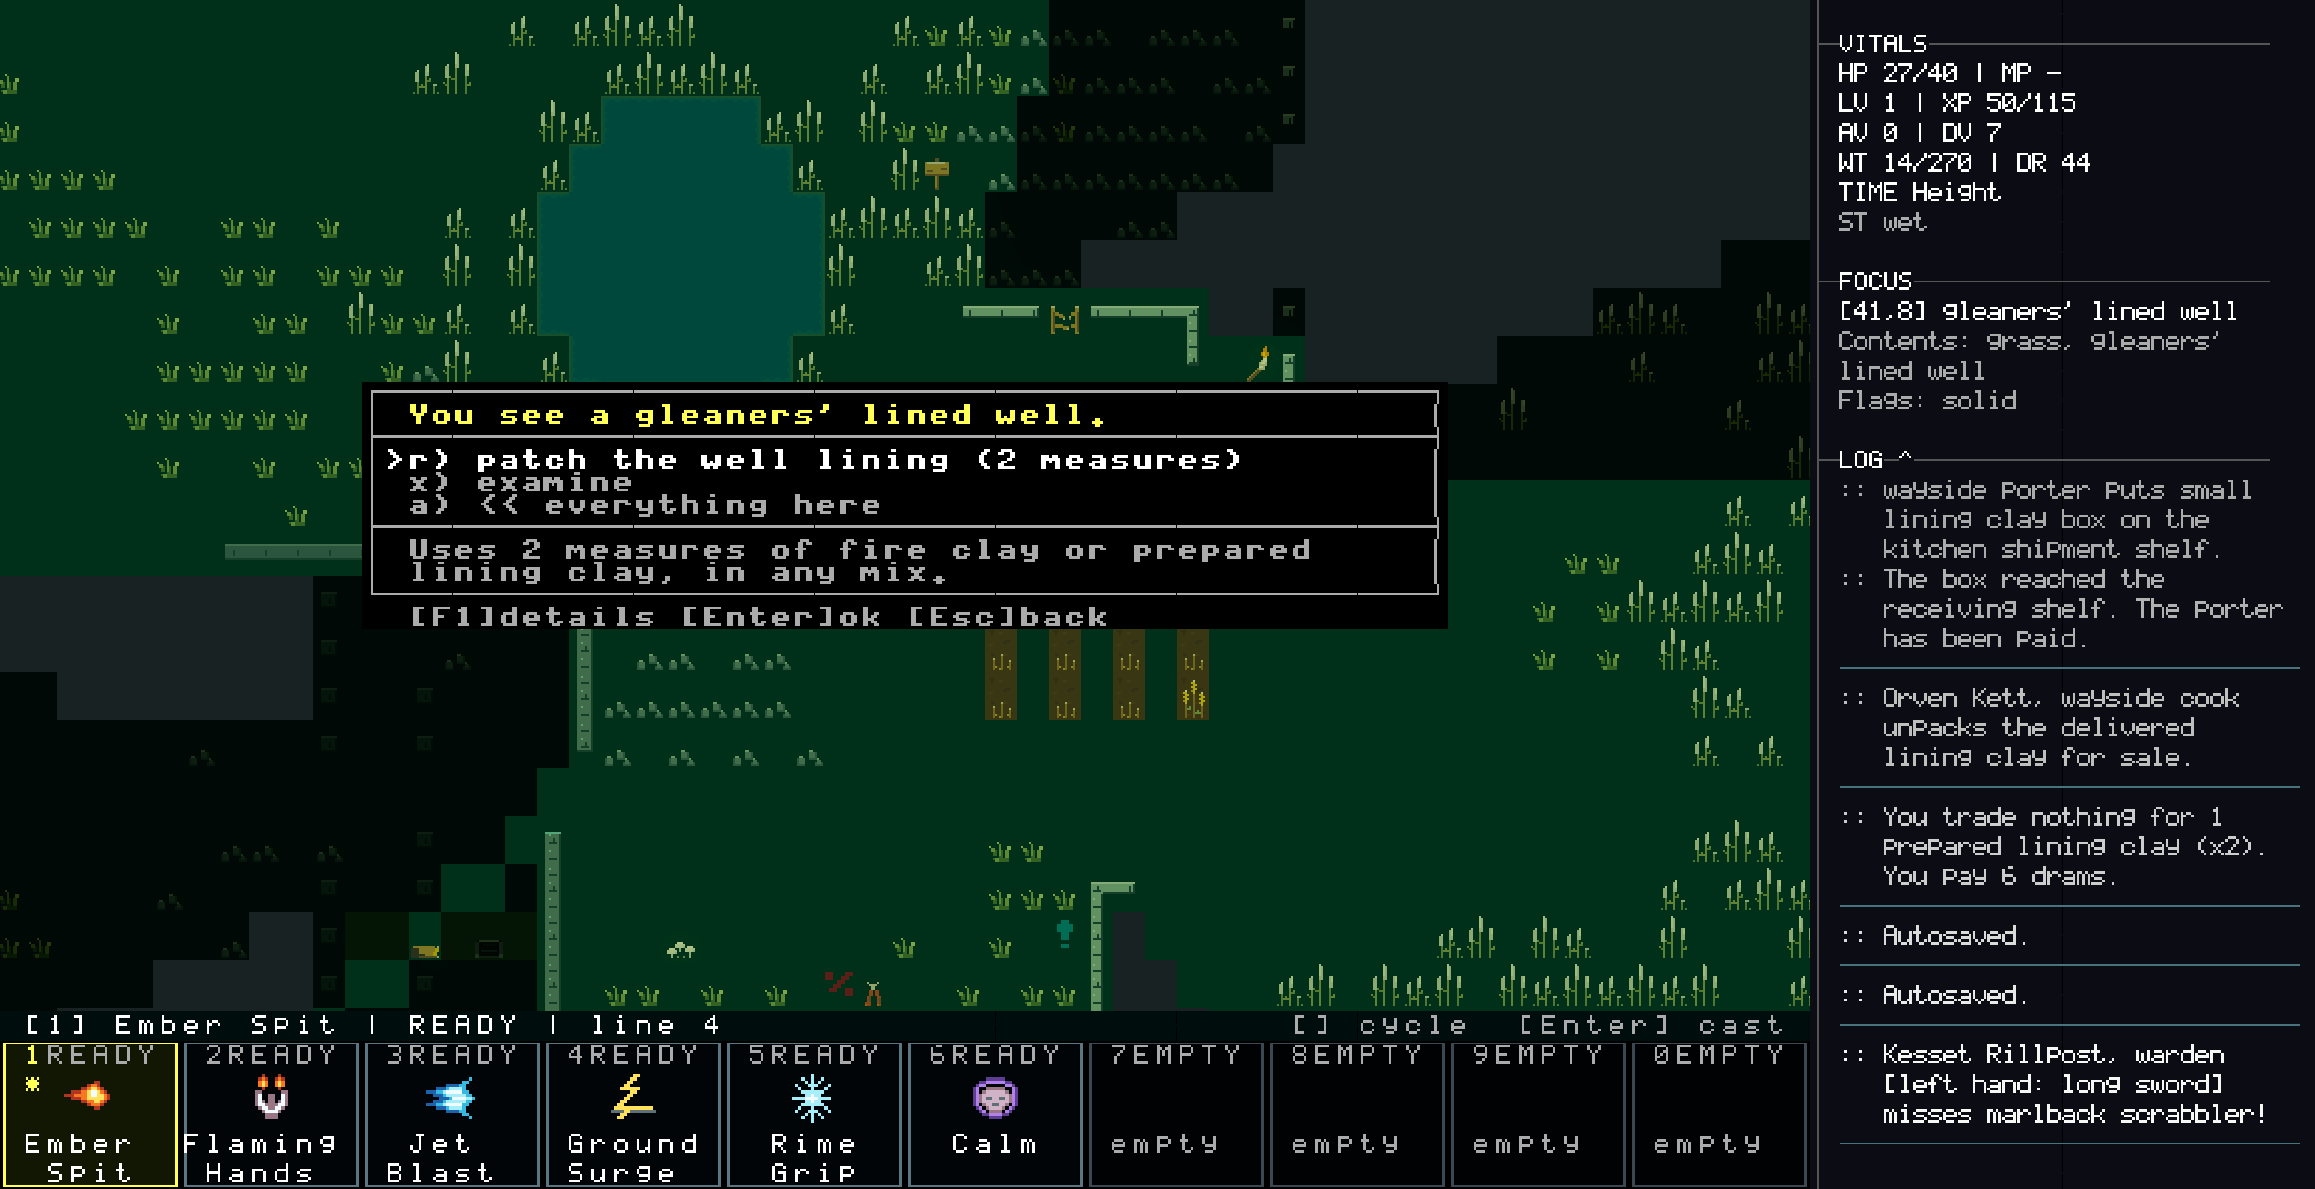 You see a gleaners' lined well.
>r) patch the well lining (2 measures)
x) examine
a) << everything here
Uses 2 measures of fire clay or prepared
lining clay, in any mix.
[F1]details [Enter]ok [Esc]back
[1] Ember Spit | READY | line 4
[] cycle [Enter] cast
1READY
2READY
3READY
4READY
5READY
6READY
7EMPTY
8EMPTY
9EMPTY
0EMPTY
Ember
Spit
Flaming
Hands
Jet
Blast
Ground
Surge
Rime
Grip
Calm
empty
empty
empty
empty
VITALS
HP 27/40 | MP -
LV 1 | XP 50/115
AV 0 | DV 7
WT 14/270 | DR 44
TIME Height
ST wet
FOCUS
[41,8] gleaners' lined well
Contents: grass, gleaners'
lined well
Flags: solid
LOG ^
:: wayside porter puts small
lining clay box on the
kitchen shipment shelf.
:: The box reached the
receiving shelf. The porter
has been paid.
:: Orven Kett, wayside cook
unpacks the delivered
lining clay for sale.
:: You trade nothing for 1
prepared lining clay (x2).
You pay 6 drams.
:: Autosaved.
:: Autosaved.
:: Kesset Rillpost, warden
[left hand: long sword]
misses marlback scrabbler!